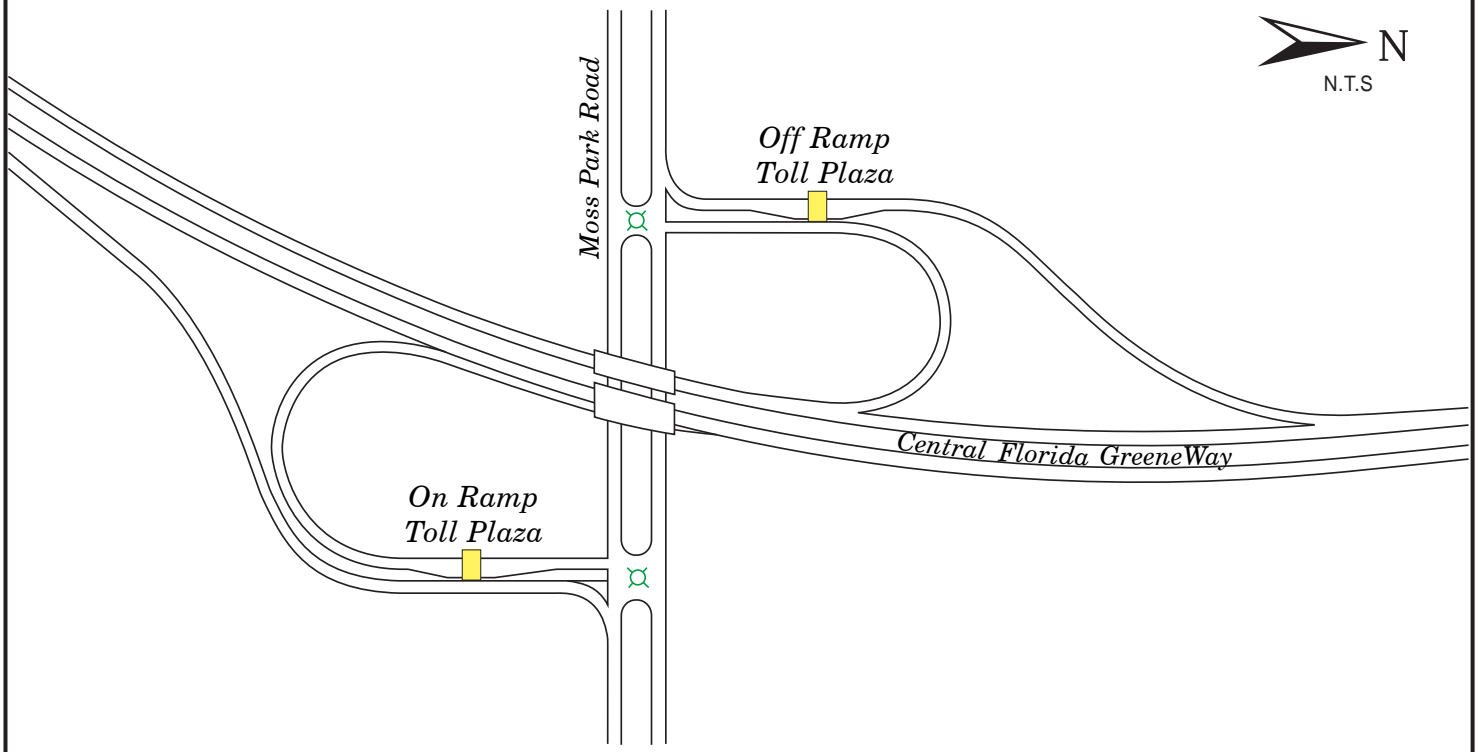 N
N.T.S
Moss Park Road
Off Ramp
Toll Plaza
Central Florida GreeneWay
On Ramp
Toll Plaza